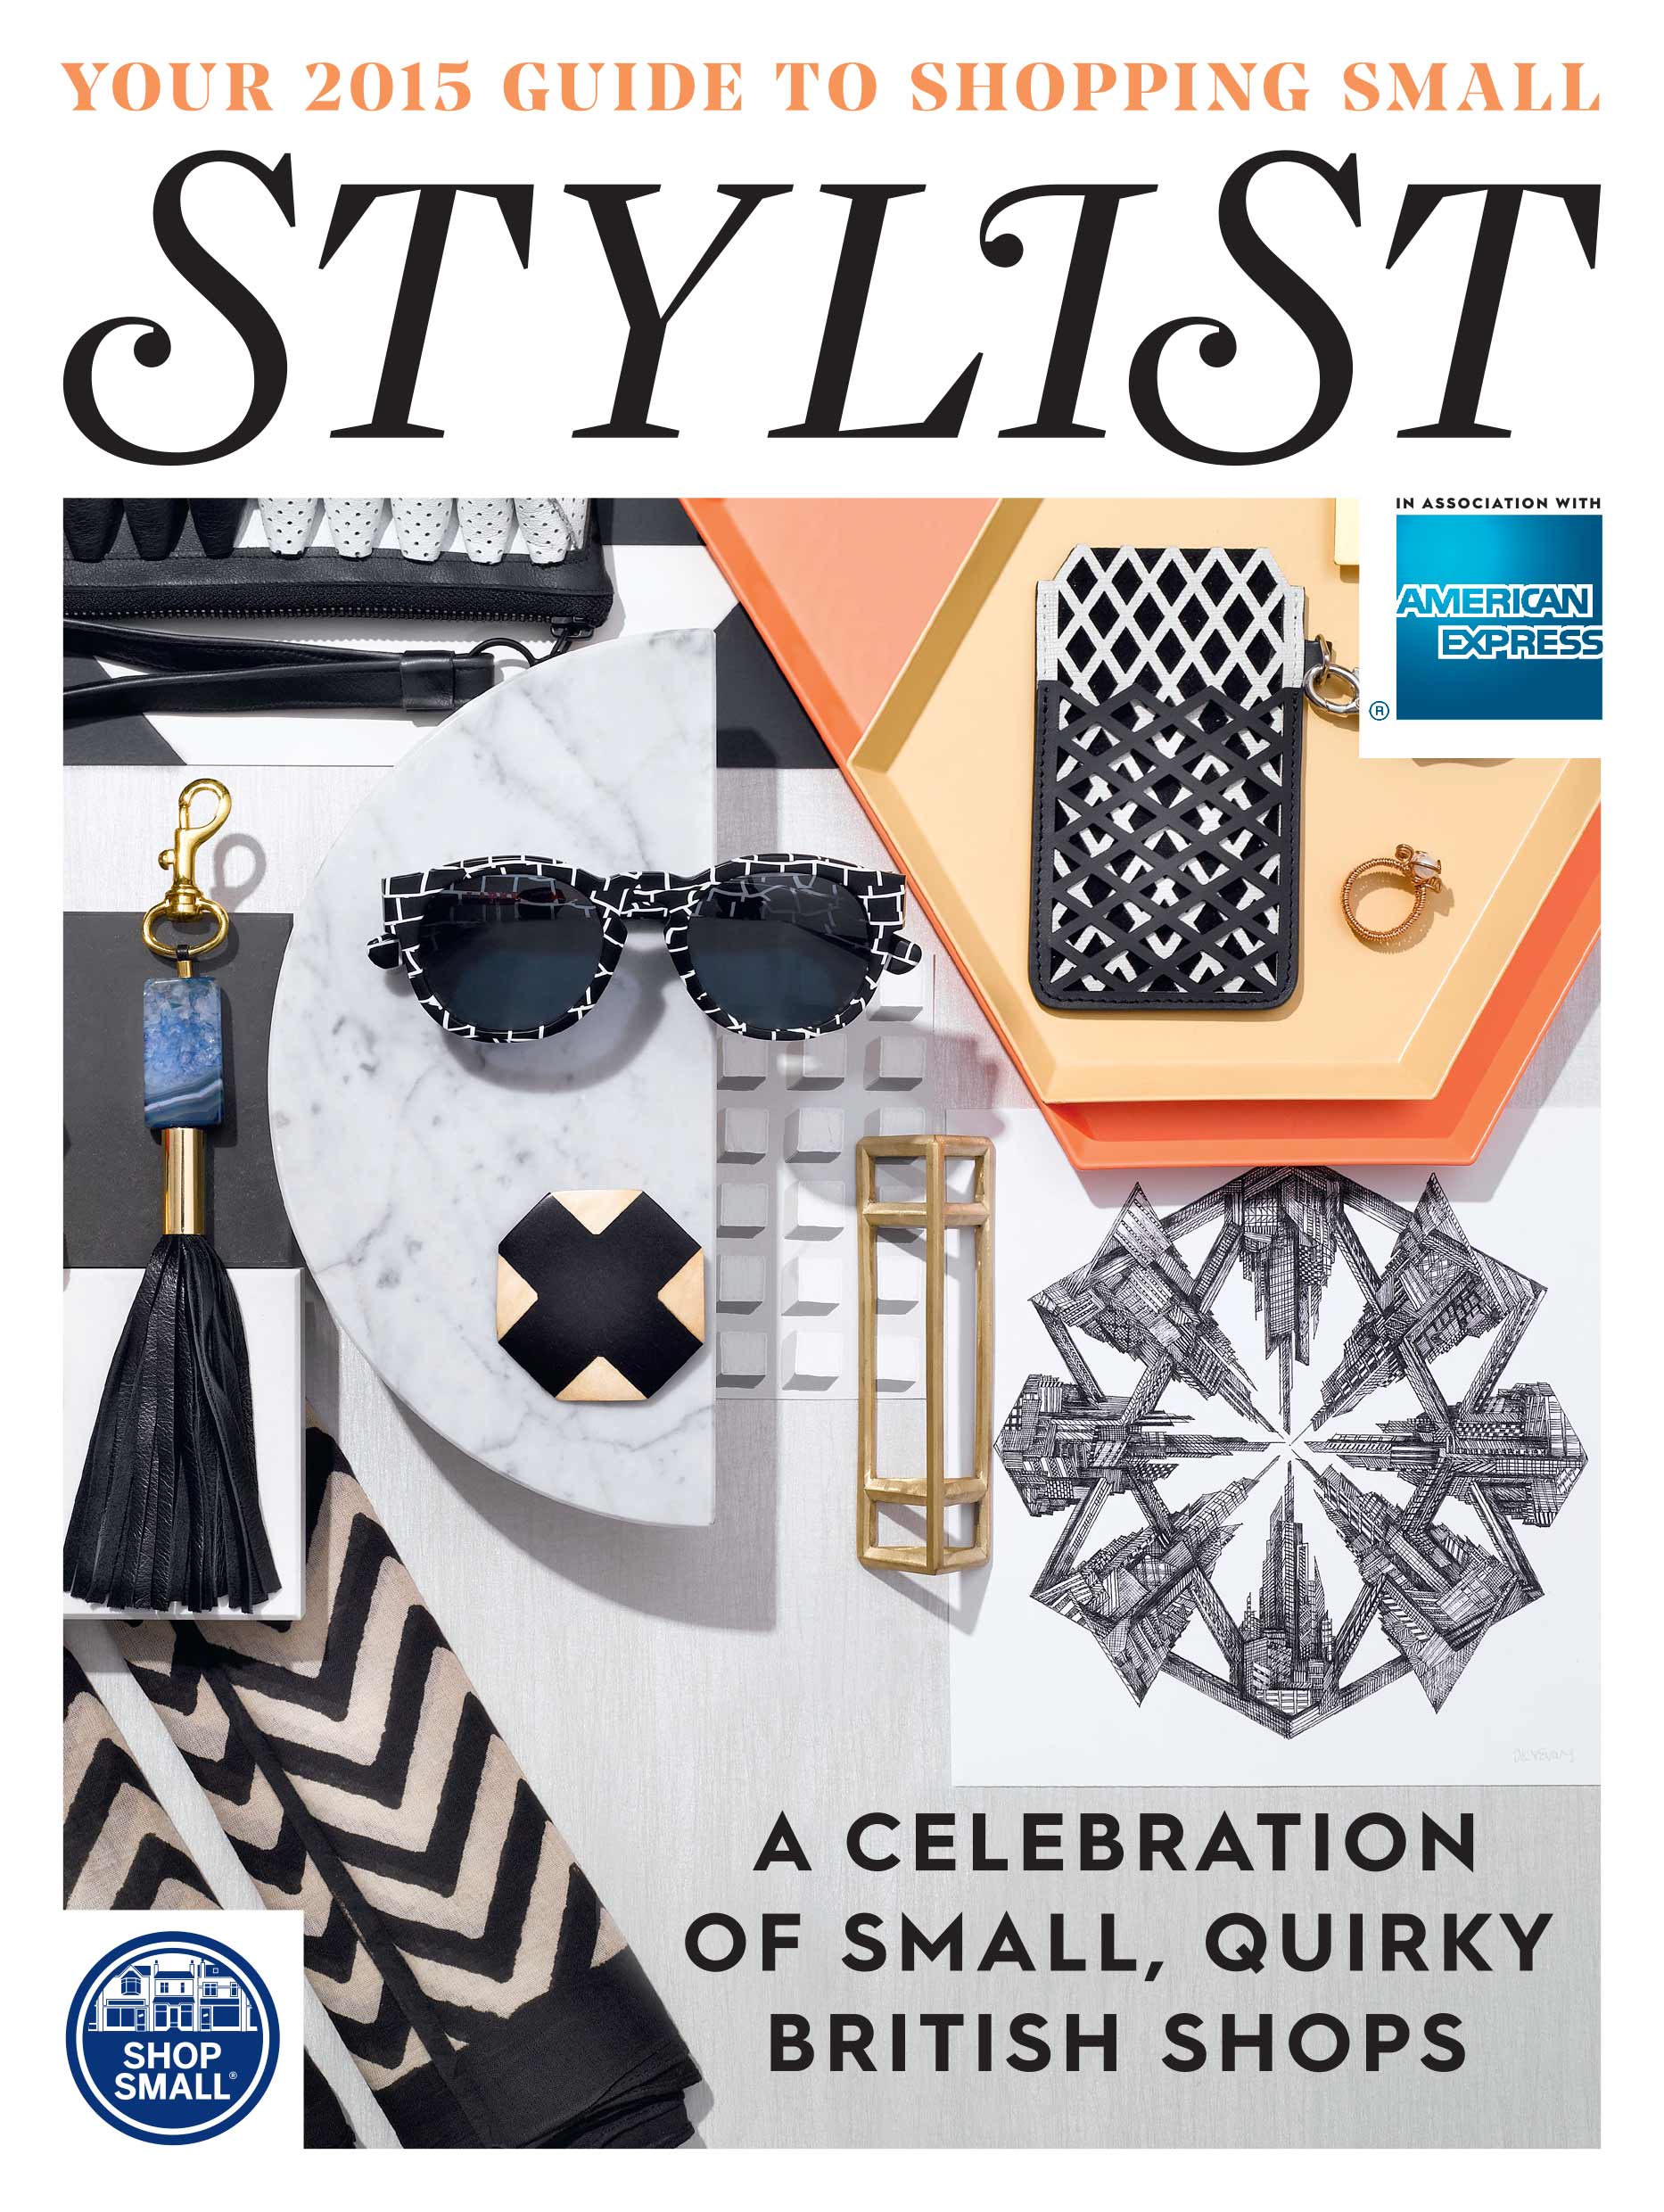 YOUR 2015 GUIDE TO SHOPPING SMALL
STYLIST
IN ASSOCIATION WITH
AMERICAN
EXPRESS
®
A CELEBRATION
OF SMALL, QUIRKY
BRITISH SHOPS
SHOP
SMALL®